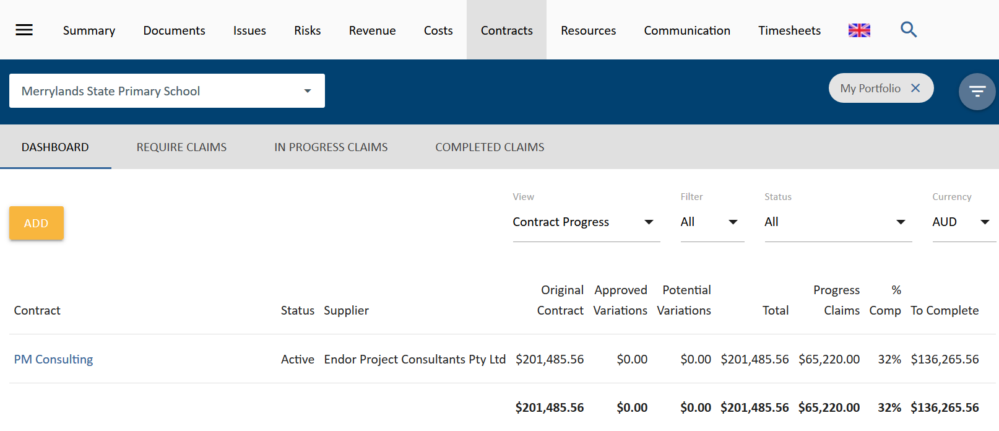 Summary Documents Issues Risks Revenue Costs Contracts Resources Communication Timesheets
Merrylands State Primary School
My Portfolio
DASHBOARD REQUIRE CLAIMS IN PROGRESS CLAIMS COMPLETED CLAIMS
View Filter Status Currency
ADD Contract Progress All All AUD
Original Approved Potential Progress %
Contract Status Supplier Contract Variations Variations Total Claims Comp To Complete
PM Consulting Active Endor Project Consultants Pty Ltd $201,485.56 $0.00 $0.00 $201,485.56 $65,220.00 32% $136,265.56
$201,485.56 $0.00 $0.00 $201,485.56 $65,220.00 32% $136,265.56